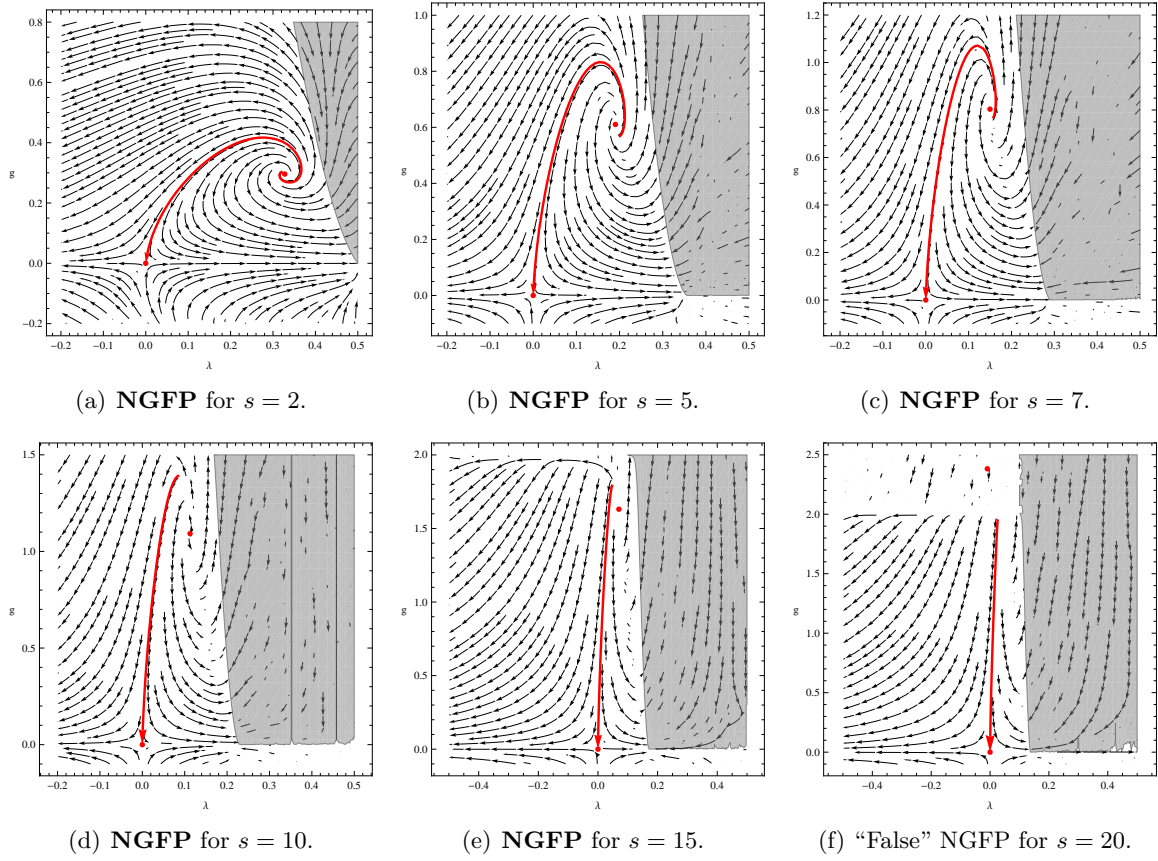 0.8
0.6
0.4
g
0.2
0.0
−0.2
−0.2 −0.1 0.0 0.1 0.2 0.3 0.4 0.5
λ
(a) NGFP for s = 2.
1.0
0.8
0.6
g
0.4
0.2
0.0
−0.2 −0.1 0.0 0.1 0.2 0.3 0.4 0.5
λ
(b) NGFP for s = 5.
1.2
1.0
0.8
0.6
g
0.4
0.2
0.0
−0.2 −0.1 0.0 0.1 0.2 0.3 0.4 0.5
λ
(c) NGFP for s = 7.
1.5
1.0
g
0.5
0.0
−0.2 −0.1 0.0 0.1 0.2 0.3 0.4 0.5
λ
(d) NGFP for s = 10.
2.0
1.5
1.0
g
0.5
0.0
−0.4 −0.2 0.0 0.2 0.4
λ
(e) NGFP for s = 15.
2.5
2.0
1.5
g
1.0
0.5
0.0
−0.4 −0.2 0.0 0.2 0.4
λ
(f) “False” NGFP for s = 20.